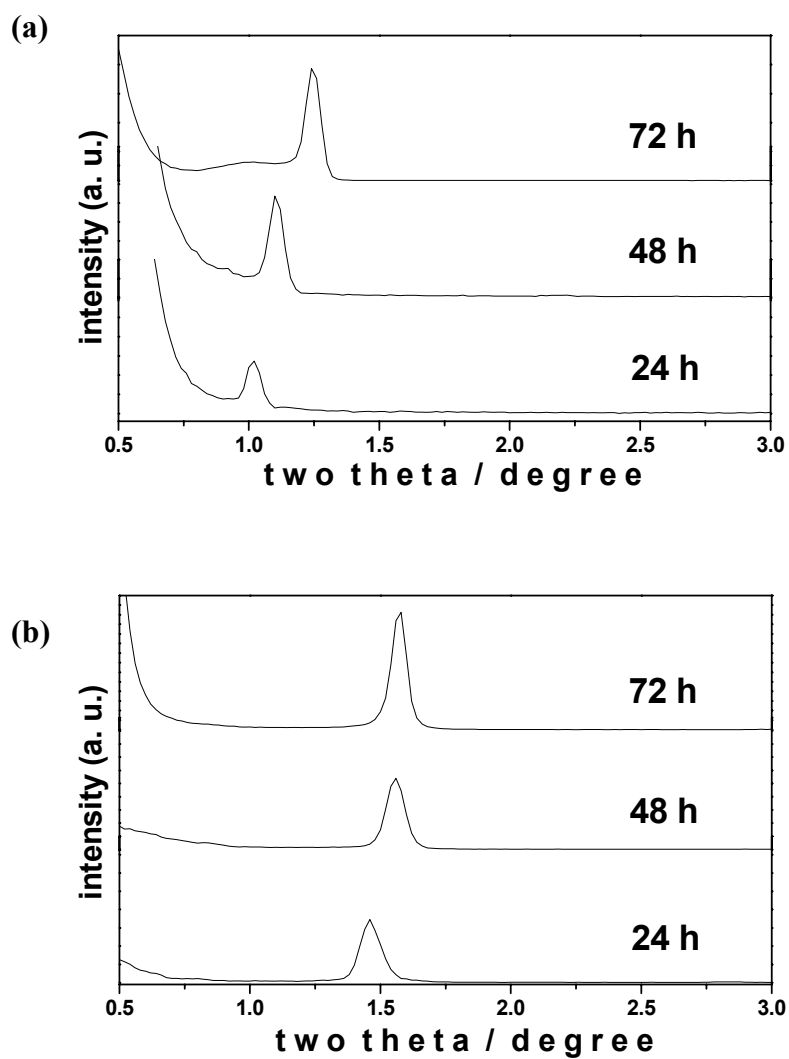 (a)
intensity (a. u.)
72 h
48 h
24 h
0.5 1.0 1.5 2.0 2.5 3.0
two theta / degree
(b)
intensity (a. u.)
72 h
48 h
24 h
0.5 1.0 1.5 2.0 2.5 3.0
two theta / degree